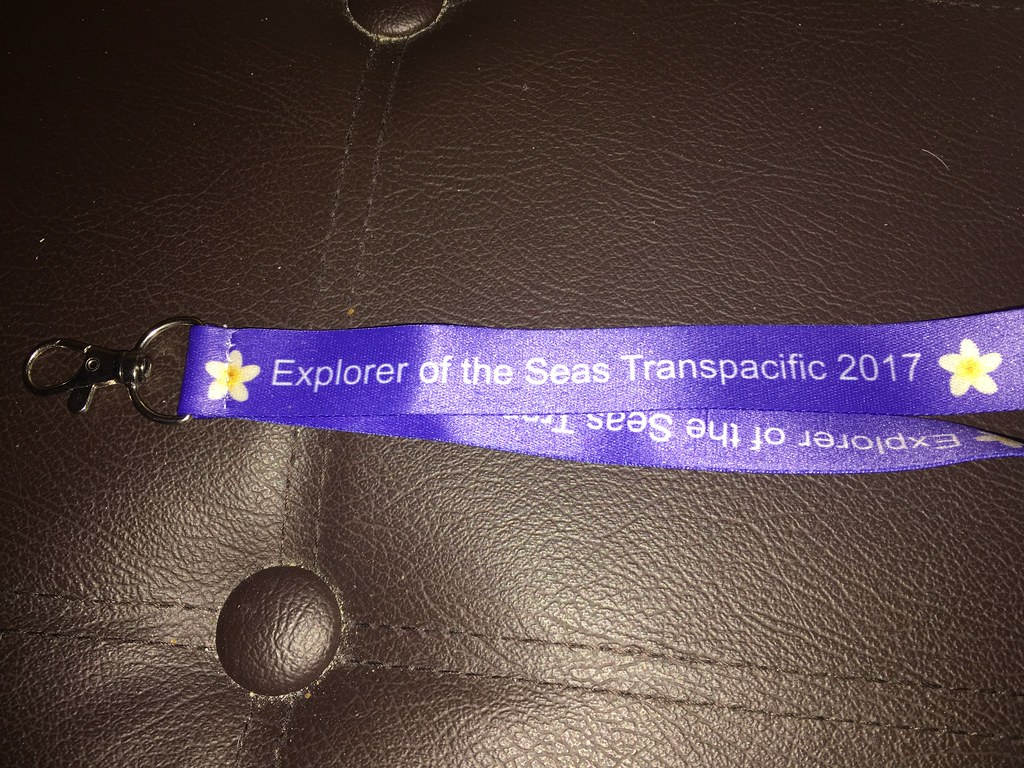 Explorer of the Seas Transpacific 2017
Explorer of the Seas